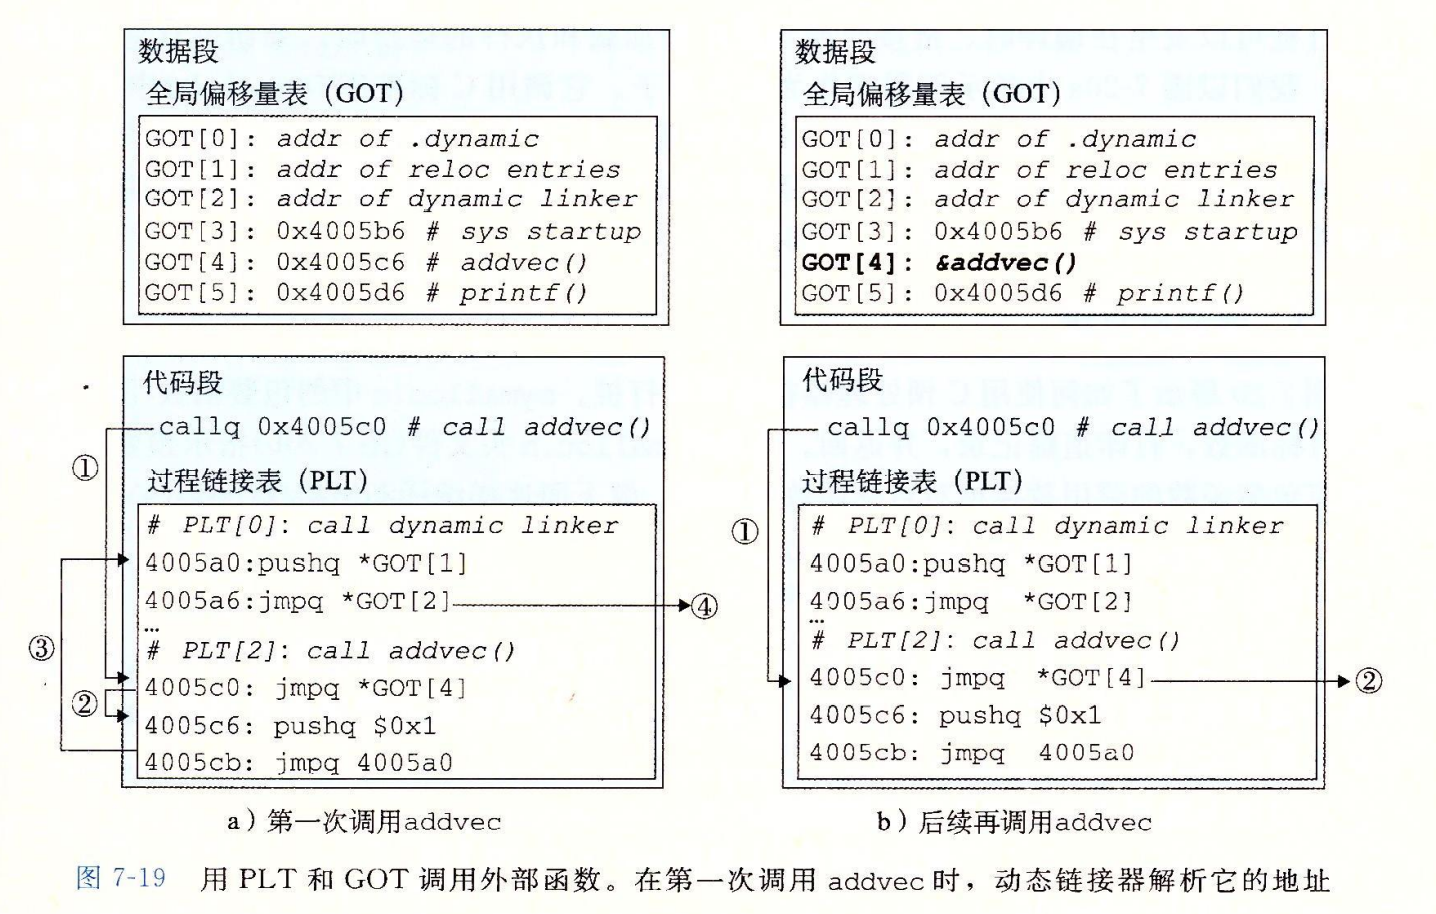 数据段
全局偏移量表（GOT）
GOT[0]: addr of .dynamic
GOT[1]: addr of reloc entries
GOT[2]: addr of dynamic linker
GOT[3]: 0x4005b6 # sys startup
GOT[4]: 0x4005c6 # addvec()
GOT[5]: 0x4005d6 # printf()
代码段
callq 0x4005c0 # call addvec()
①
过程链接表（PLT）
# PLT[0]: call dynamic linker
4005a0:pushq *GOT[1]
4005a6:jmpq *GOT[2]
④
…
③
# PLT[2]: call addvec()
4005c0: jmpq *GOT[4]
②
4005c6: pushq $0x1
4005cb: jmpq 4005a0
a）第一次调用addvec
数据段
全局偏移量表（GOT）
GOT[0]: addr of .dynamic
GOT[1]: addr of reloc entries
GOT[2]: addr of dynamic linker
GOT[3]: 0x4005b6 # sys startup
GOT[4]: &addvec()
GOT[5]: 0x4005d6 # printf()
代码段
callq 0x4005c0 # call addvec()
过程链接表（PLT）
①
# PLT[0]: call dynamic linker
4005a0:pushq *GOT[1]
4005a6:jmpq *GOT[2]
…
# PLT[2]: call addvec()
4005c0: jmpq *GOT[4]
②
4005c6: pushq $0x1
4005cb: jmpq 4005a0
b）后续再调用addvec
图 7-19 用 PLT 和 GOT 调用外部函数。在第一次调用 addvec 时，动态链接器解析它的地址